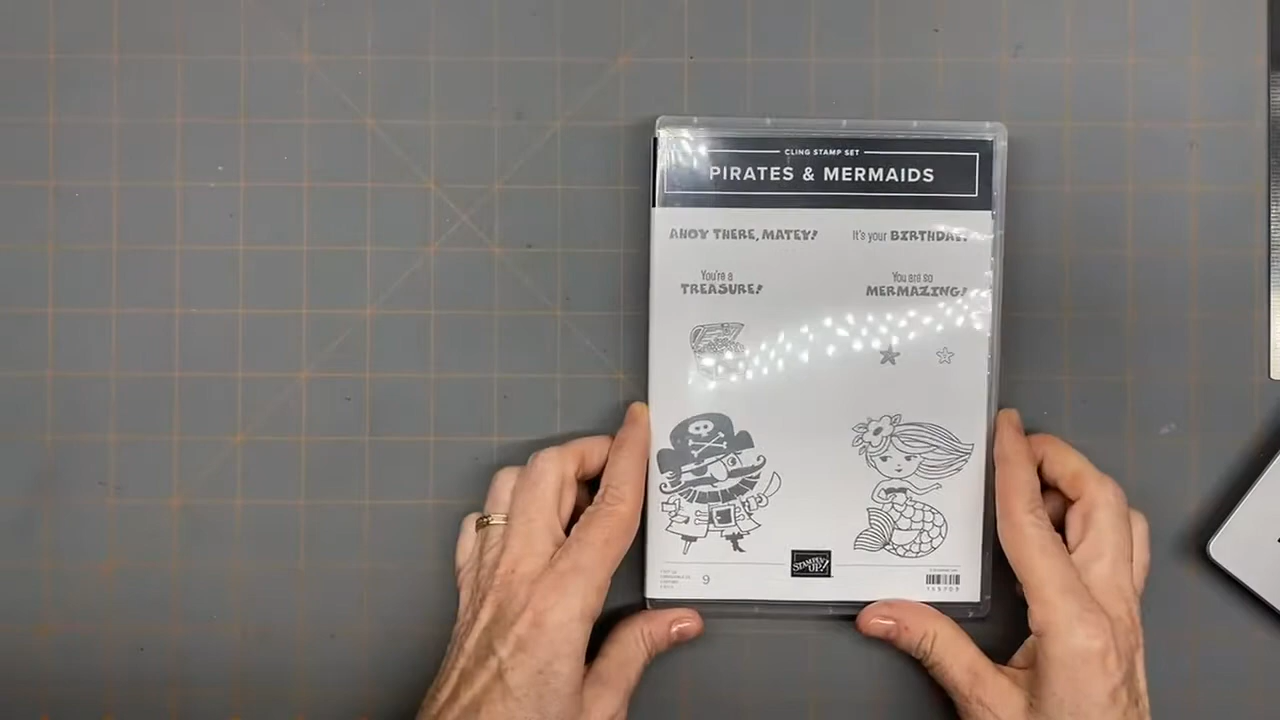 CLING STAMP SET
PIRATES & MERMAIDS
AHOY THERE, MATEY!
It's your BIRTHDAY!
You're a
TREASURE!
You are so
MERMAZING!
STAMPIN' UP!
9